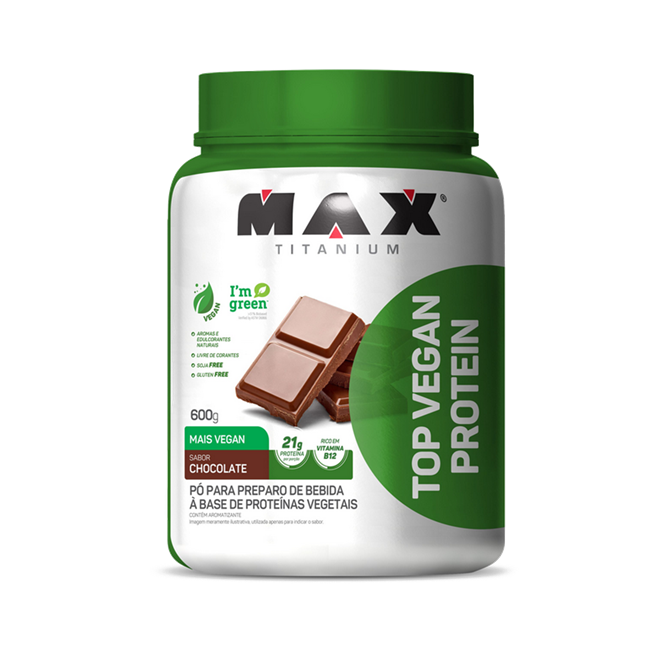 MAX®
TITANIUM
VEGAN
I'm
green
AROMAS E
EDULCORANTES
NATURAIS
LIVRE DE CORANTES
SOJA FREE
GLUTEN FREE
600g
MAIS VEGAN
SABOR
CHOCOLATE
21g
PROTEÍNA
por porção
RICO EM
VITAMINA
B12
TOP VEGAN
PROTEIN
PÓ PARA PREPARO DE BEBIDA
À BASE DE PROTEÍNAS VEGETAIS
CONTÉM AROMATIZANTE
Imagem meramente ilustrativa, utilizada apenas para indicar o sabor.